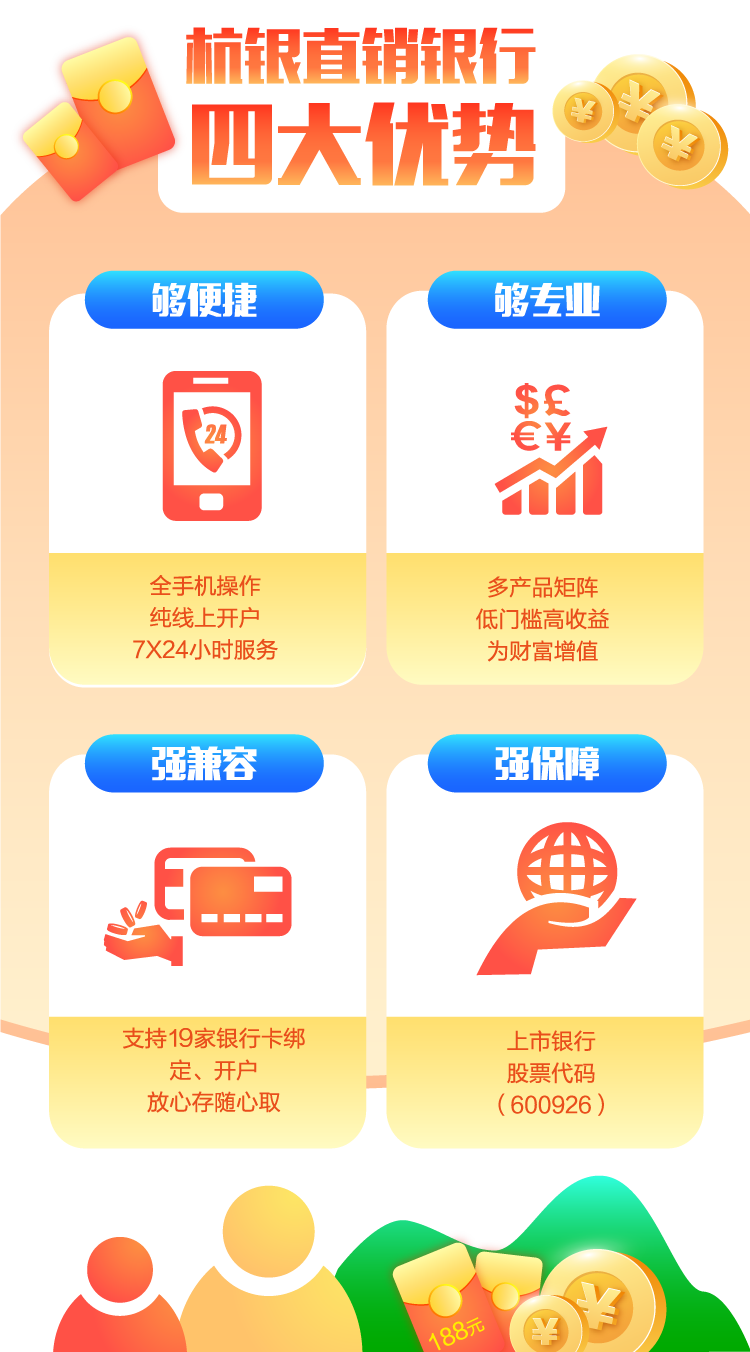 杭银直销银行
四大优势
够便捷
24
全手机操作
纯线上开户
7X24小时服务
够专业
$£
€¥
多产品矩阵
低门槛高收益
为财富增值
强兼容
支持19家银行卡绑
定、开户
放心存随心取
强保障
上市银行
股票代码
（600926）
188元